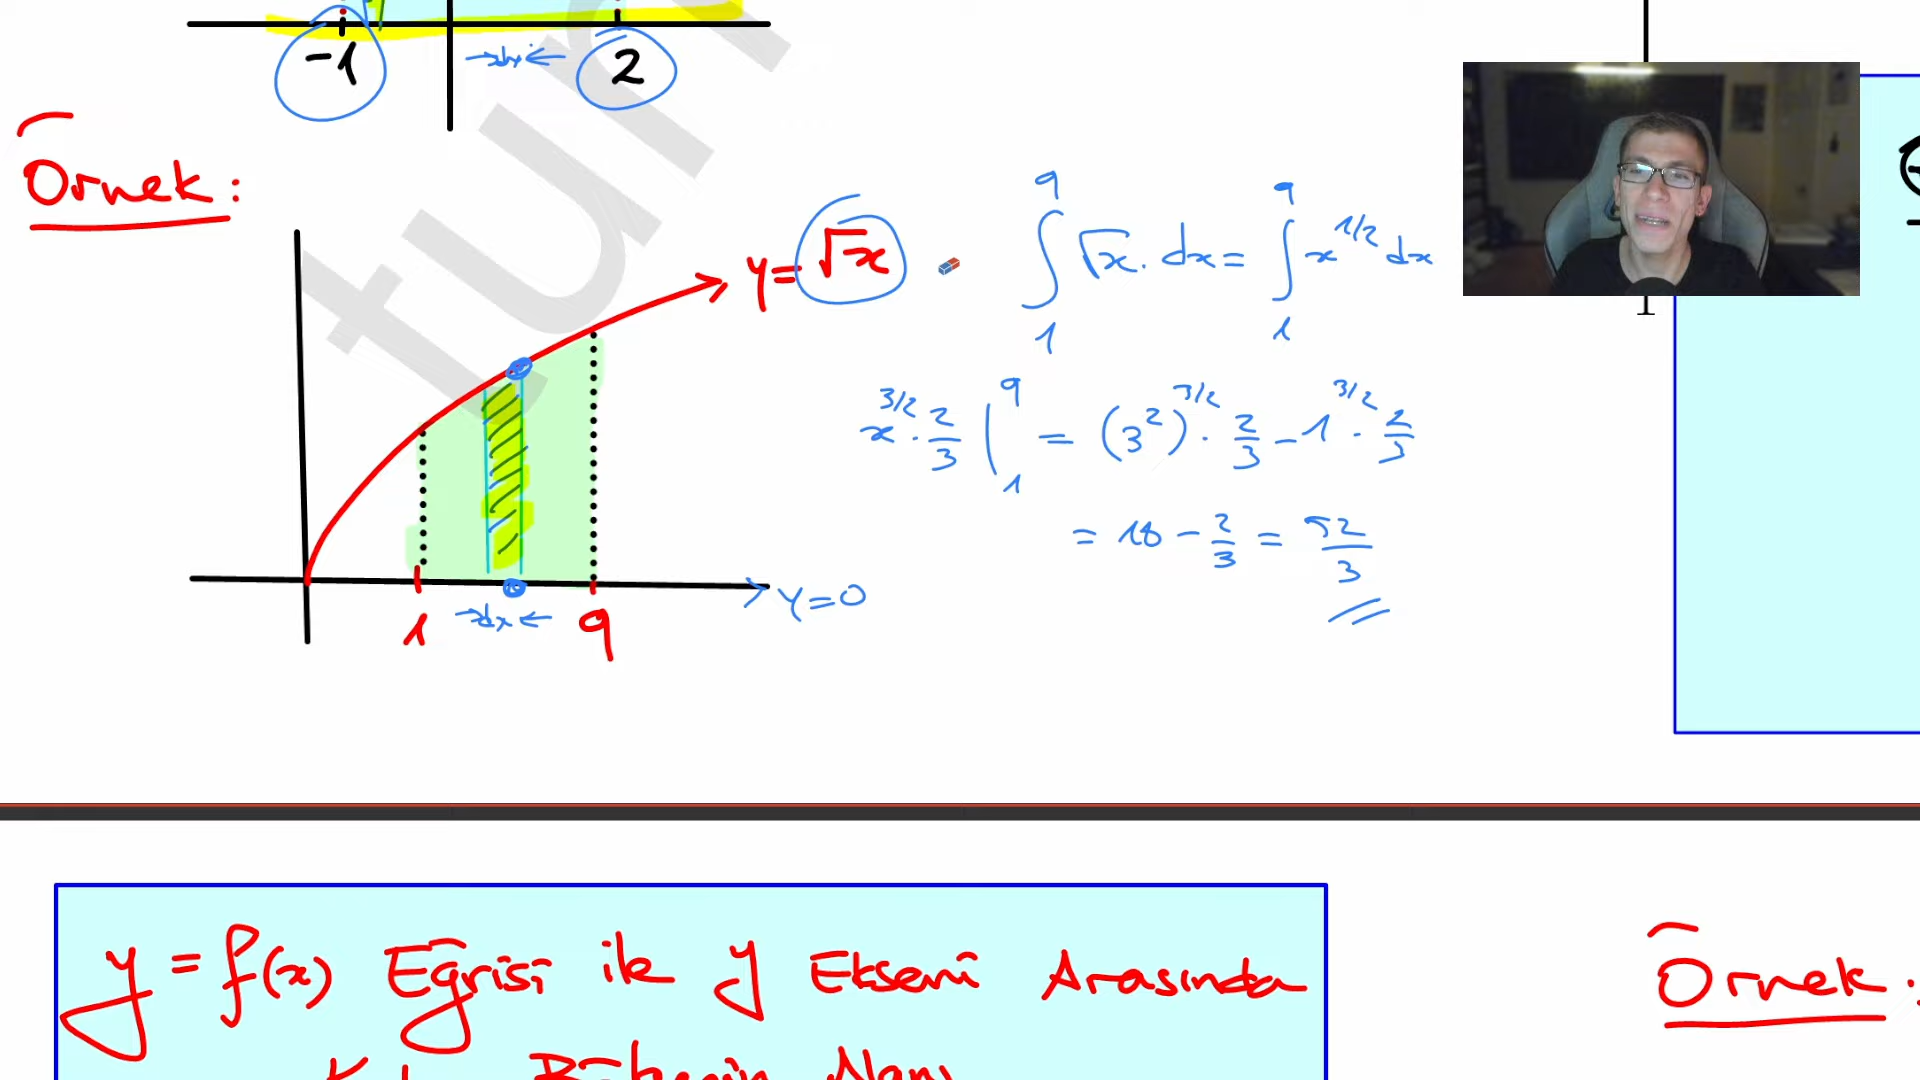 -1 →dx← 2
Örnek:
y=√x
∫₁⁹ √x. dx = ∫₁⁹ x^1/2 dx
x^3/2 · 2/3 |₁⁹ = (3²)^3/2 · 2/3 - 1^3/2 · 2/3
= 18 - 2/3 = 52/3
y=0
1 →dx← 9
y = f(x) Eğrisi ile y Ekseni Arasında
Örnek:
tun
1